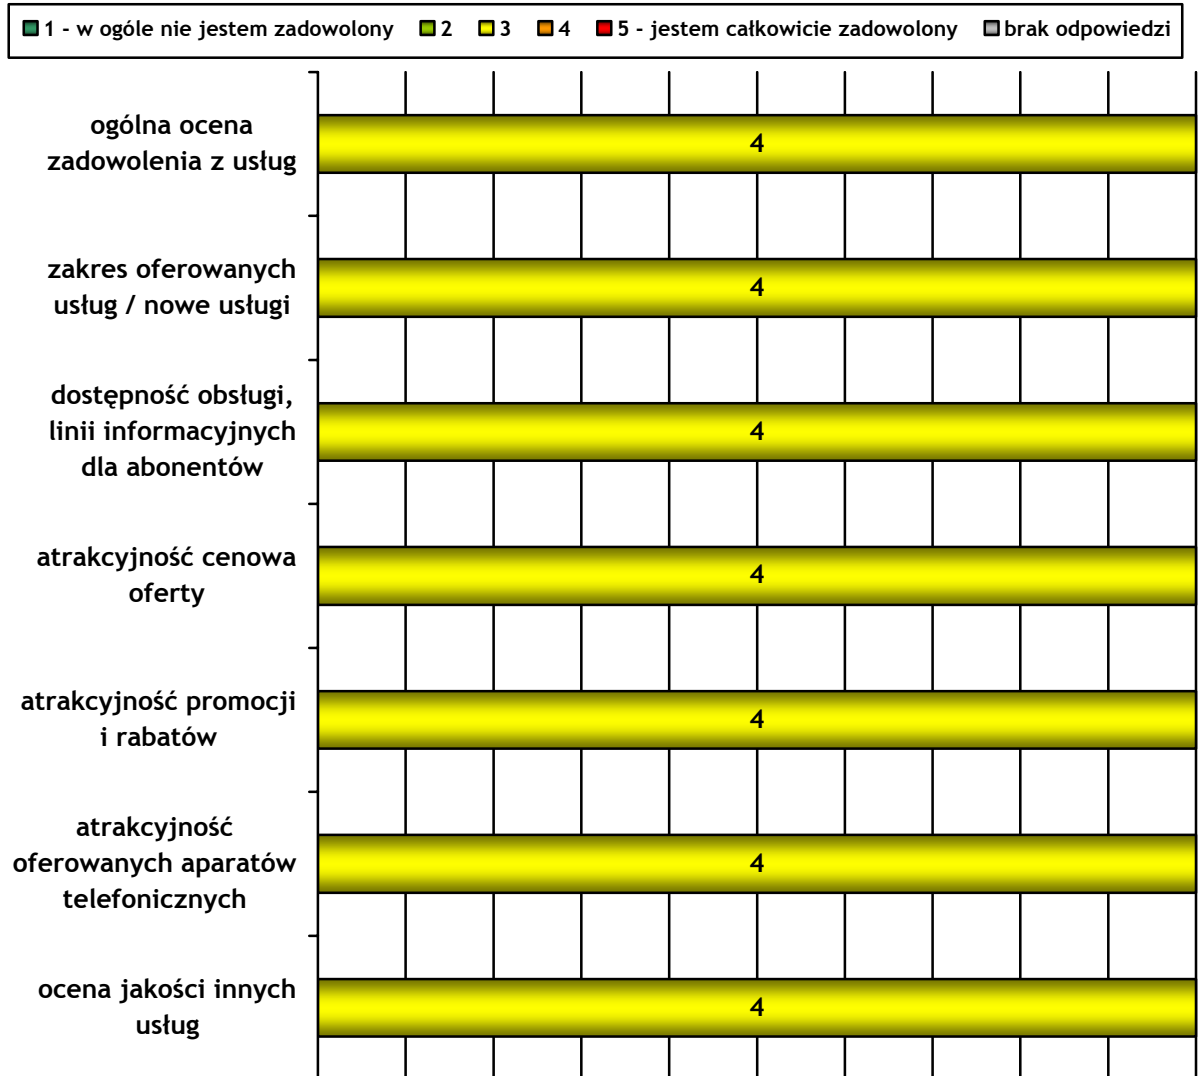 1 - w ogóle nie jestem zadowolony 2 3 4 5 - jestem całkowicie zadowolony brak odpowiedzi
ogólna ocena
zadowolenia z usług
4
zakres oferowanych
usług / nowe usługi
4
dostępność obsługi,
linii informacyjnych
dla abonentów
4
atrakcyjność cenowa
oferty
4
atrakcyjność promocji
i rabatów
4
atrakcyjność
oferowanych aparatów
telefonicznych
4
ocena jakości innych
usług
4